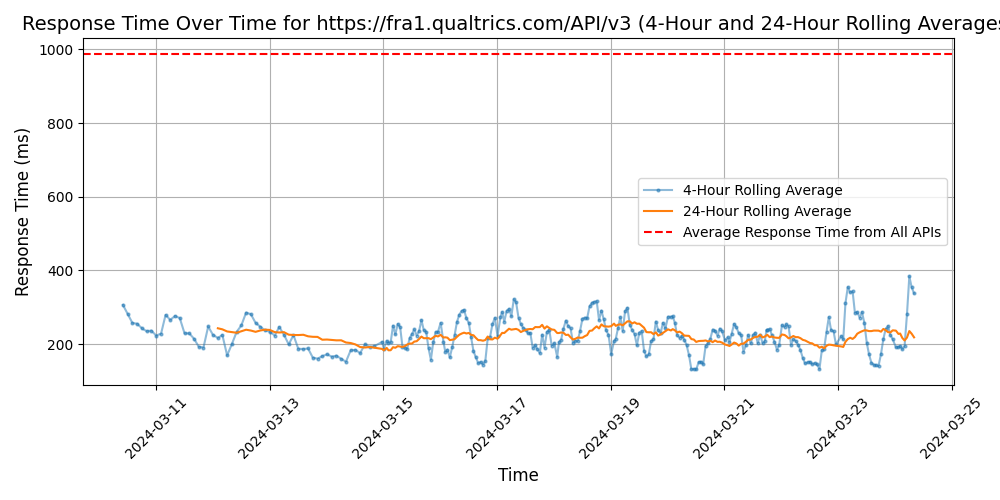 Response Time Over Time for https://fra1.qualtrics.com/API/v3 (4-Hour and 24-Hour Rolling Averages
1000
800
600
400
200
Response Time (ms)
4-Hour Rolling Average
24-Hour Rolling Average
Average Response Time from All APIs
2024-03-11
2024-03-13
2024-03-15
2024-03-17
2024-03-19
2024-03-21
2024-03-23
2024-03-25
Time